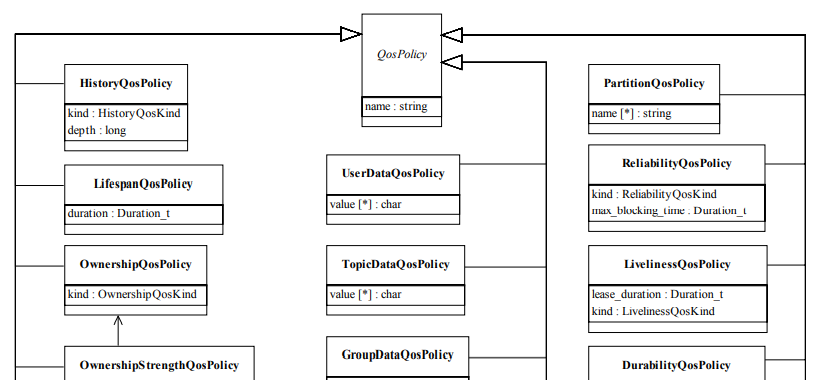 QosPolicy
name : string
HistoryQosPolicy
kind : HistoryQosKind
depth : long
LifespanQosPolicy
duration : Duration_t
OwnershipQosPolicy
kind : OwnershipQosKind
OwnershipStrengthQosPolicy
UserDataQosPolicy
value [*] : char
TopicDataQosPolicy
value [*] : char
GroupDataQosPolicy
PartitionQosPolicy
name [*] : string
ReliabilityQosPolicy
kind : ReliabilityQosKind
max_blocking_time : Duration_t
LivelinessQosPolicy
lease_duration : Duration_t
kind : LivelinessQosKind
DurabilityQosPolicy